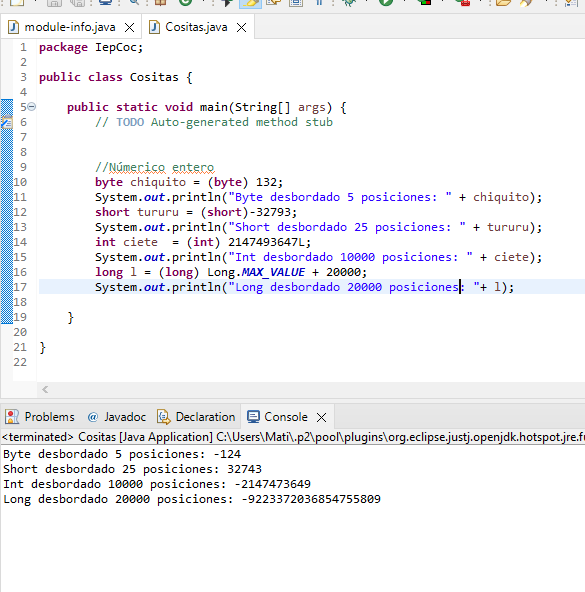 module-info.java
Cositas.java
1 package IepCoc;
2
3 public class Cositas {
4
5 public static void main(String[] args) {
6 // TODO Auto-generated method stub
7
8
9 //Númerico entero
10 byte chiquito = (byte) 132;
11 System.out.println("Byte desbordado 5 posiciones: " + chiquito);
12 short tururu = (short)-32793;
13 System.out.println("Short desbordado 25 posiciones: " + tururu);
14 int ciete  = (int) 2147493647L;
15 System.out.println("Int desbordado 10000 posiciones: " + ciete);
16 long l = (long) Long.MAX_VALUE + 20000;
17 System.out.println("Long desbordado 20000 posiciones: "+ l);
18
19 }
20
21 }
22
Problems @ Javadoc Declaration Console
<terminated> Cositas [Java Application] C:\Users\Mati\.p2\pool\plugins\org.eclipse.justj.openjdk.hotspot.jre.fu
Byte desbordado 5 posiciones: -124
Short desbordado 25 posiciones: 32743
Int desbordado 10000 posiciones: -2147473649
Long desbordado 20000 posiciones: -9223372036854755809